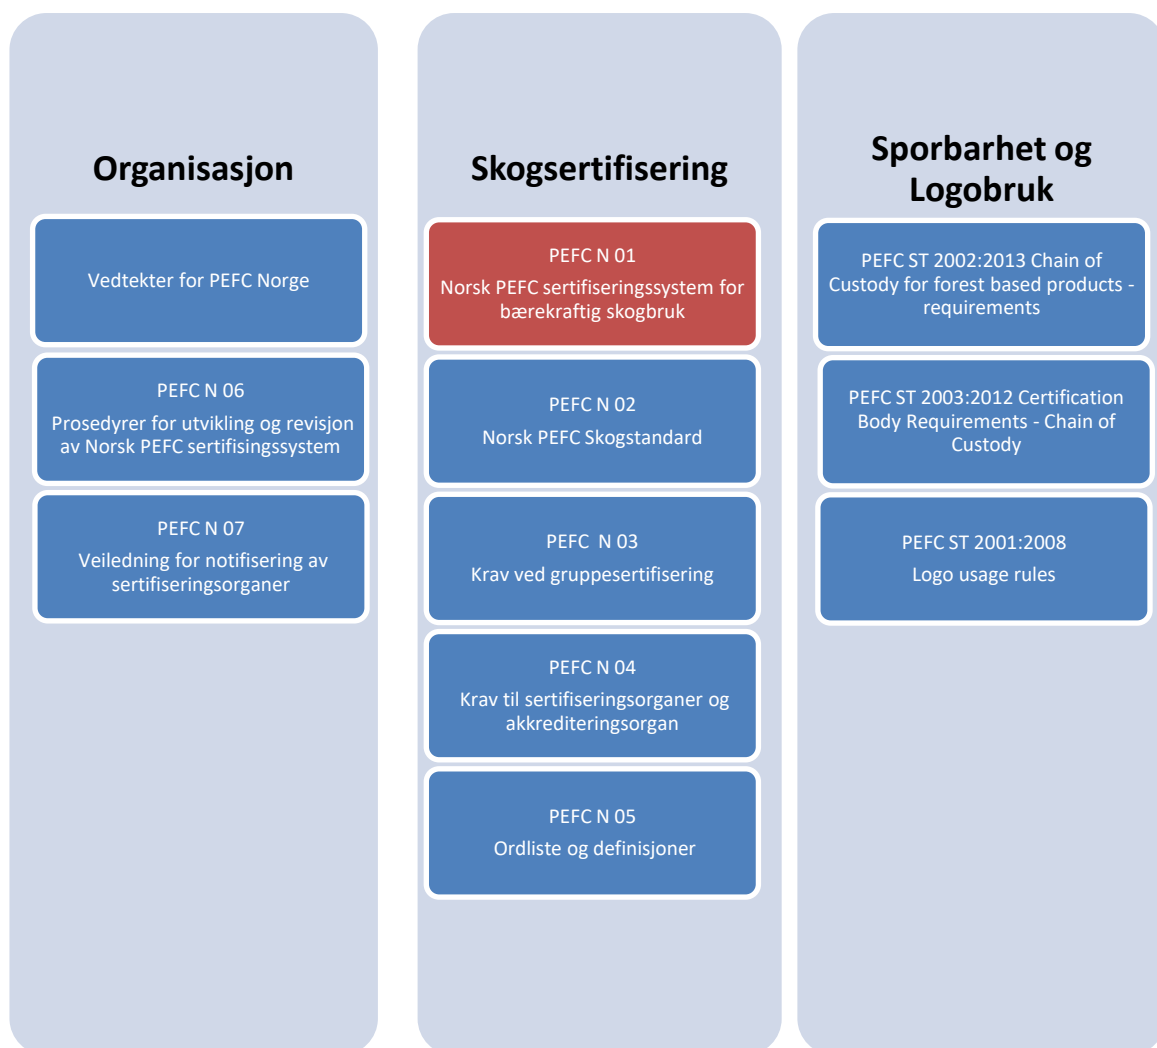 Organisasjon
Vedtekter for PEFC Norge
PEFC N 06
Prosedyrer for utvikling og revisjon
av Norsk PEFC sertifisingssystem
PEFC N 07
Veiledning for notifisering av
sertifiseringsorganer
Skogsertifisering
PEFC N 01
Norsk PEFC sertifiseringssystem for
bærekraftig skogbruk
PEFC N 02
Norsk PEFC Skogstandard
PEFC N 03
Krav ved gruppesertifisering
PEFC N 04
Krav til sertifiseringsorganer og
akkrediteringsorgan
PEFC N 05
Ordliste og definisjoner
Sporbarhet og
Logobruk
PEFC ST 2002:2013 Chain of
Custody for forest based products -
requirements
PEFC ST 2003:2012 Certification
Body Requirements - Chain of
Custody
PEFC ST 2001:2008
Logo usage rules